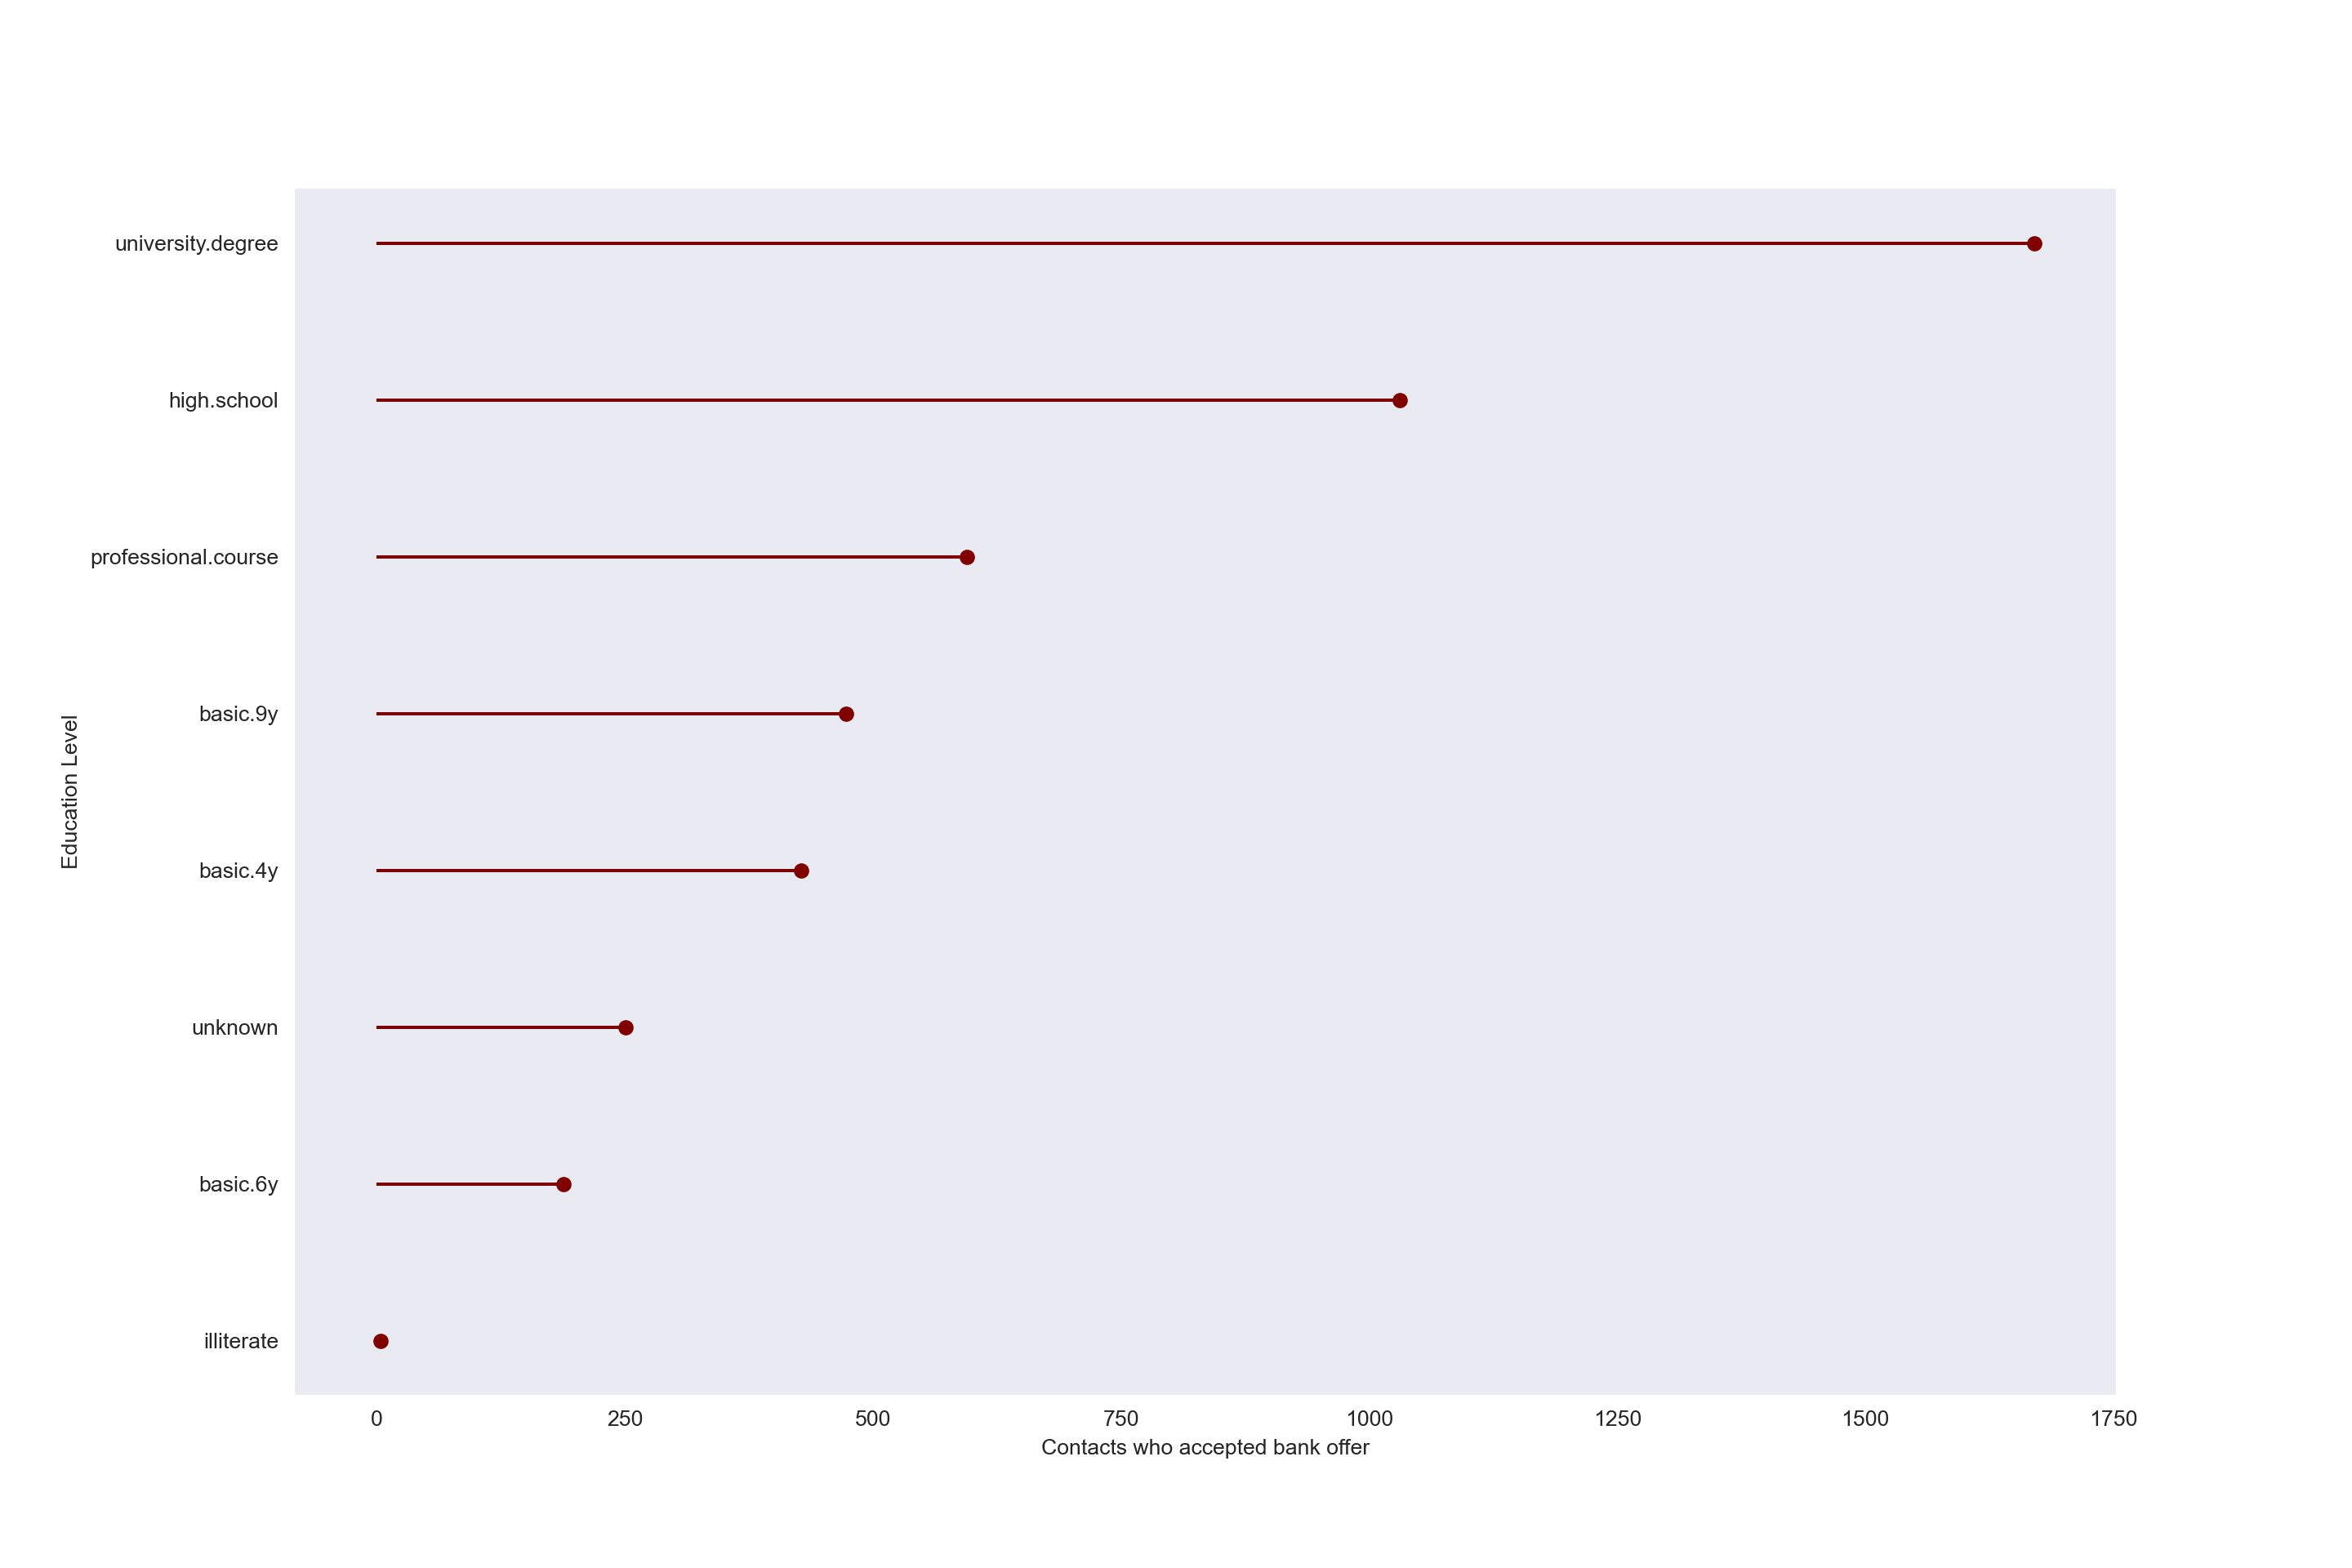 university.degree
high.school
professional.course
basic.9y
basic.4y
unknown
basic.6y
illiterate
Education Level
0 250 500 750 1000 1250 1500 1750
Contacts who accepted bank offer